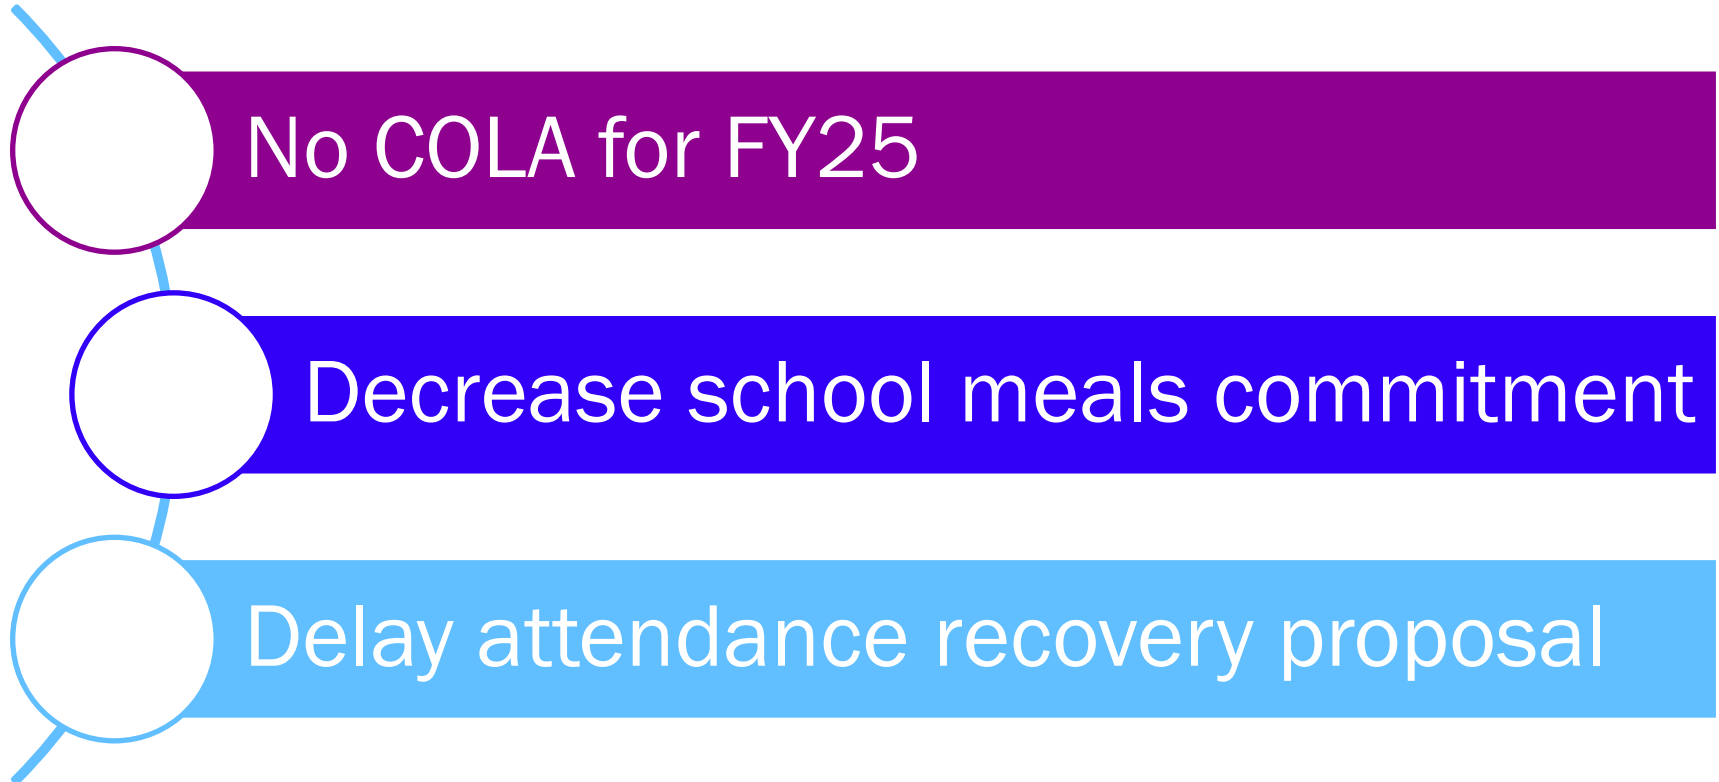 No COLA for FY25
Decrease school meals commitment
Delay attendance recovery proposal